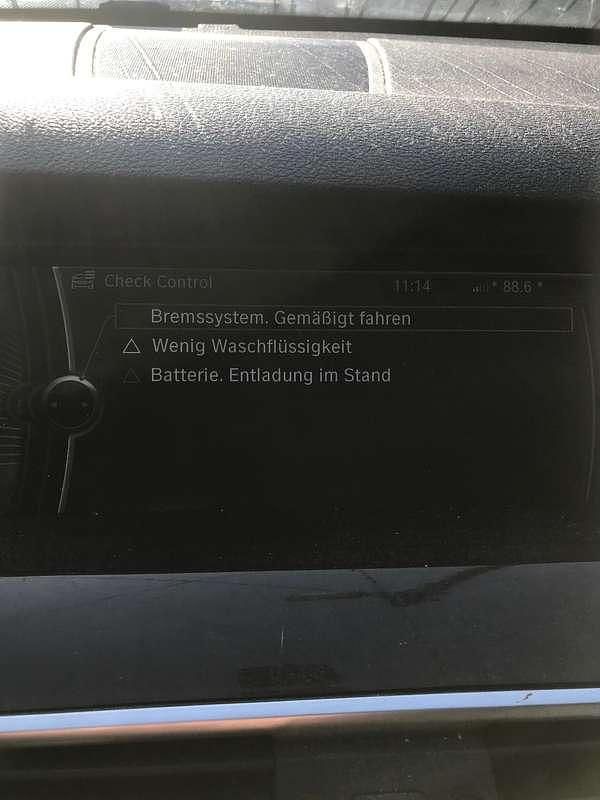 Check Control 11:14 * 88.6 *
Bremssystem. Gemäßigt fahren
Wenig Waschflüssigkeit
Batterie. Entladung im Stand